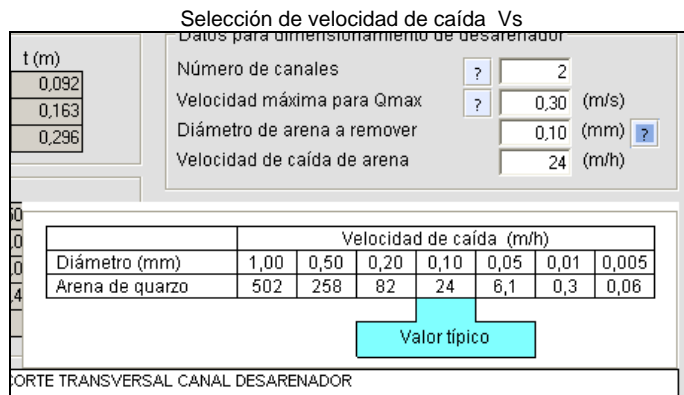 Selección de velocidad de caída Vs
Datos para dimensionamiento de desarenador
t (m)
0,092
0,163
0,296
Número de canales ? 2
Velocidad máxima para Qmax ? 0,30 (m/s)
Diámetro de arena a remover 0,10 (mm) ?
Velocidad de caída de arena 24 (m/h)
Velocidad de caída (m/h)
Diámetro (mm) 1,00 0,50 0,20 0,10 0,05 0,01 0,005
Arena de quarzo 502 258 82 24 6,1 0,3 0,06
Valor típico
CORTE TRANSVERSAL CANAL DESARENADOR